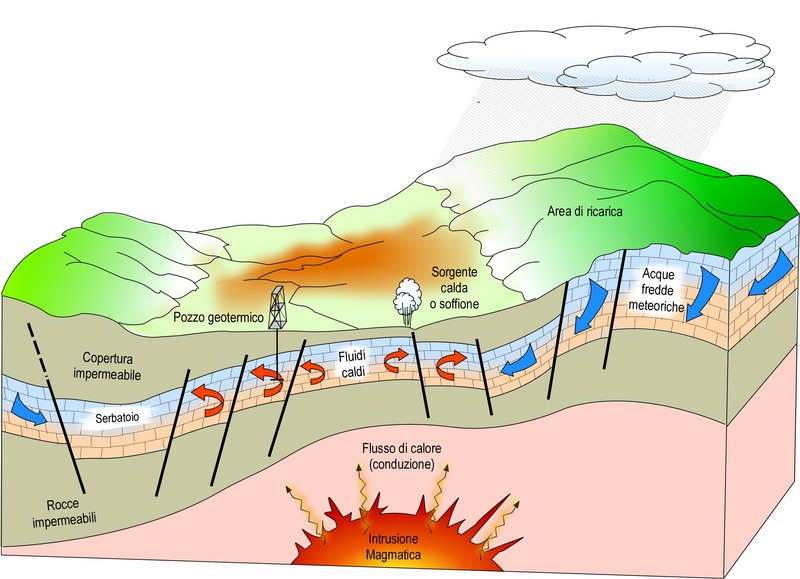 Area di ricarica
Acque
fredde
meteoriche
Sorgente
calda
o soffione
Pozzo geotermico
Copertura
impermeabile
Fluidi
caldi
Serbatoio
Flusso di calore
(conduzione)
Rocce
impermeabili
Intrusione
Magmatica